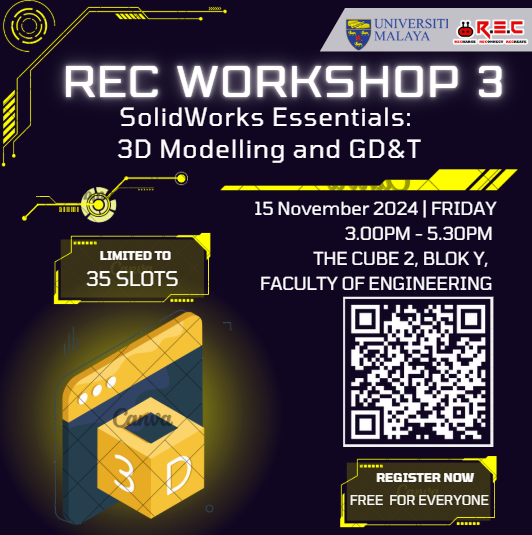 UNIVERSITI
MALAYA
R.E.C
REC WORKSHOP 3
SolidWorks Essentials:
3D Modelling and GD&T
15 November 2024 | FRIDAY
3.00PM - 5.30PM
THE CUBE 2, BLOK Y,
FACULTY OF ENGINEERING
LIMITED TO
35 SLOTS
Canva
3 D
REGISTER NOW
FREE FOR EVERYONE